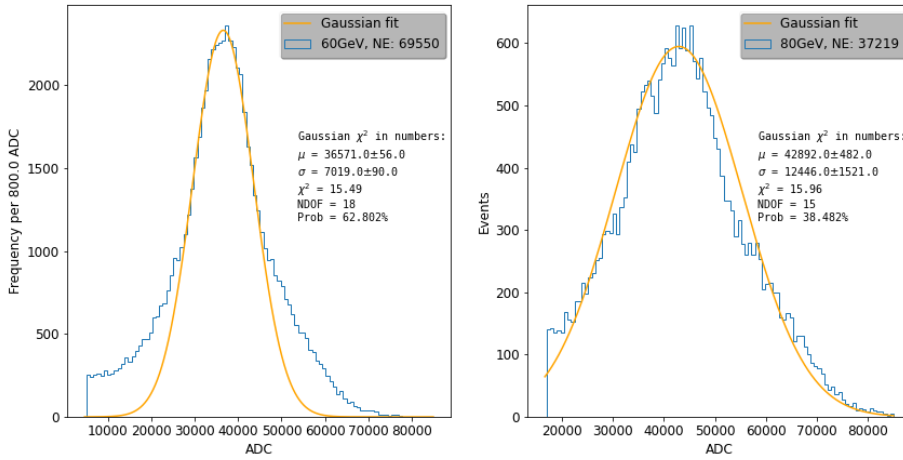 Gaussian fit
60GeV, NE: 69550
Gaussian χ² in numbers:
μ = 36571.0±56.0
σ = 7019.0±90.0
χ² = 15.49
NDOF = 18
Prob = 62.802%
Frequency per 800.0 ADC
2000
1500
1000
500
0
10000 20000 30000 40000 50000 60000 70000 80000
ADC
Gaussian fit
80GeV, NE: 37219
Gaussian χ² in numbers:
μ = 42892.0±482.0
σ = 12446.0±1521.0
χ² = 15.96
NDOF = 15
Prob = 38.482%
Events
600
500
400
300
200
100
0
20000 30000 40000 50000 60000 70000 80000
ADC